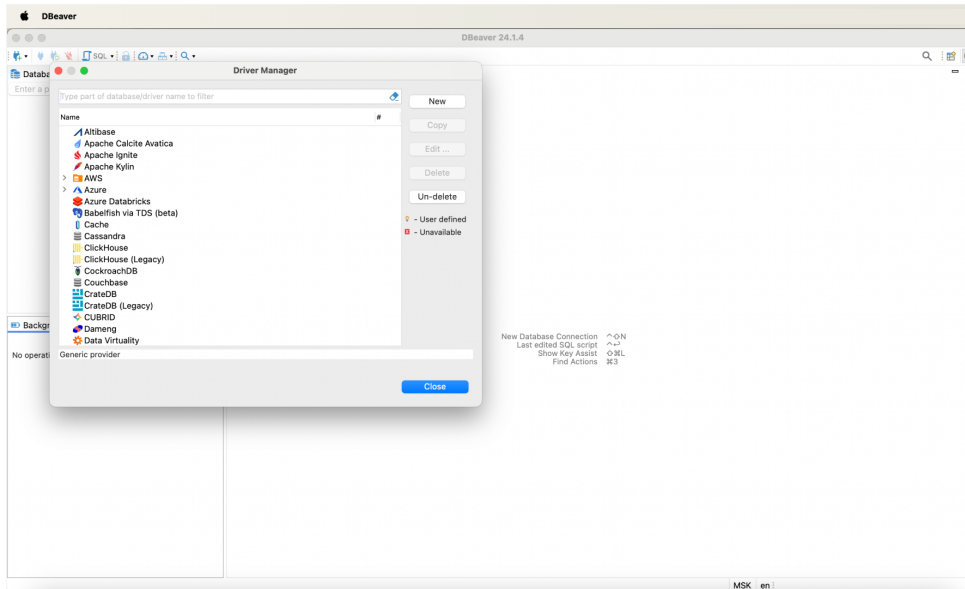 DBeaver
DBeaver 24.1.4
SQL
Databa
Enter a p
Driver Manager
Type part of database/driver name to filter
New
Name #
Copy
Altibase
Apache Calcite Avatica
Edit ...
Apache Ignite
Apache Kylin
Delete
AWS
Azure
Un-delete
Azure Databricks
Babelfish via TDS (beta)
- User defined
Cache
- Unavailable
Cassandra
ClickHouse
ClickHouse (Legacy)
CockroachDB
Couchbase
CrateDB
CrateDB (Legacy)
CUBRID
Dameng
Data Virtuality
Generic provider
Close
Backgr
No operati
New Database Connection ^⇧N
Last edited SQL script ^↩
Show Key Assist ⇧⌘L
Find Actions ⌘3
MSK en